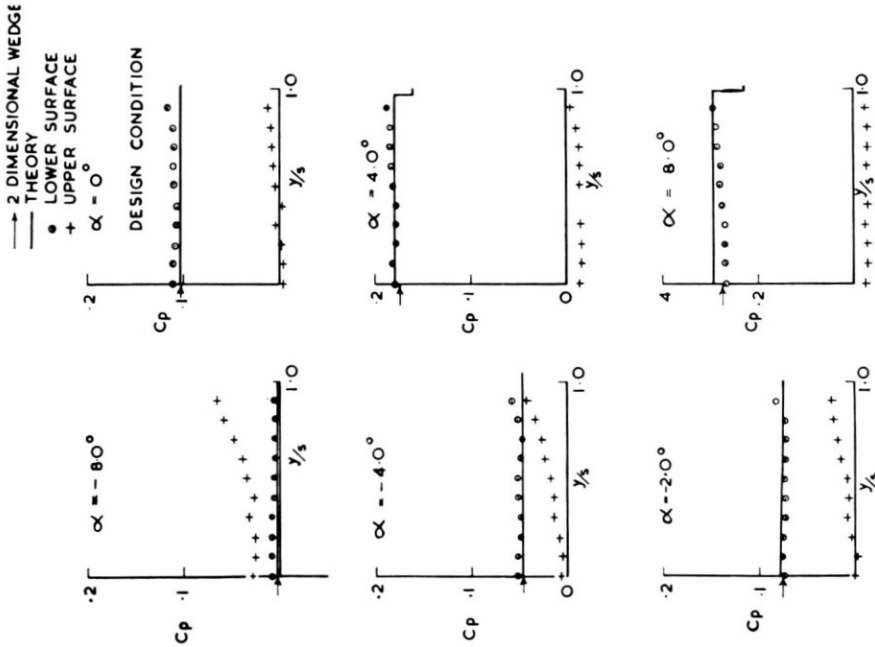 → 2 DIMENSIONAL WEDGE
— THEORY
LOWER SURFACE
+ UPPER SURFACE
α = 0°
DESIGN CONDITION
·2
Cp ·1
y/s
1·0
α = 4·0°
·2
Cp ·1
0
y/s
1·0
α = 8·0°
4
Cp ·2
y/s
1·0
α = -8·0°
·2
Cp ·1
y/s
1·0
α = -4·0°
·2
Cp ·1
0
y/s
1·0
α = -2·0°
·2
Cp ·1
y/s
1·0